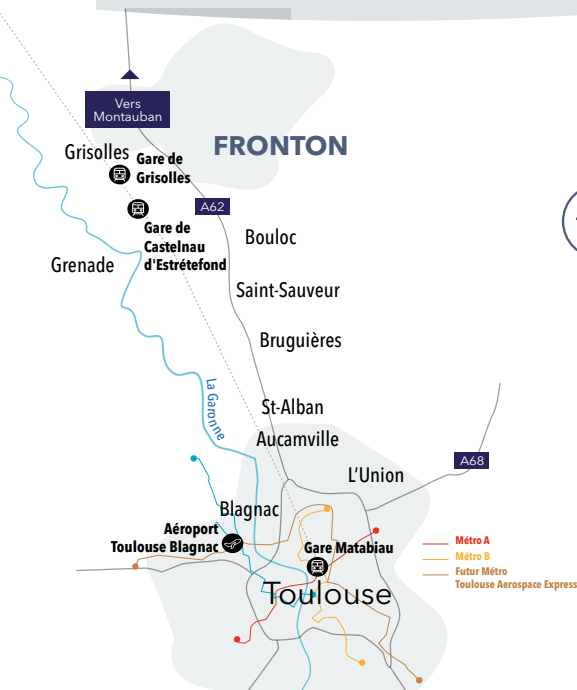 Vers
Montauban
FRONTON
Grisolles
Gare de
Grisolles
A62
Gare de
Castelnau
d'Estrétefond
Bouloc
Grenade
Saint-Sauveur
Bruguières
La Garonne
St-Alban
Aucamville
A68
L'Union
Blagnac
Aéroport
Toulouse Blagnac
Gare Matabiau
Métro A
Métro B
Futur Métro
Toulouse Aerospace Express
Toulouse